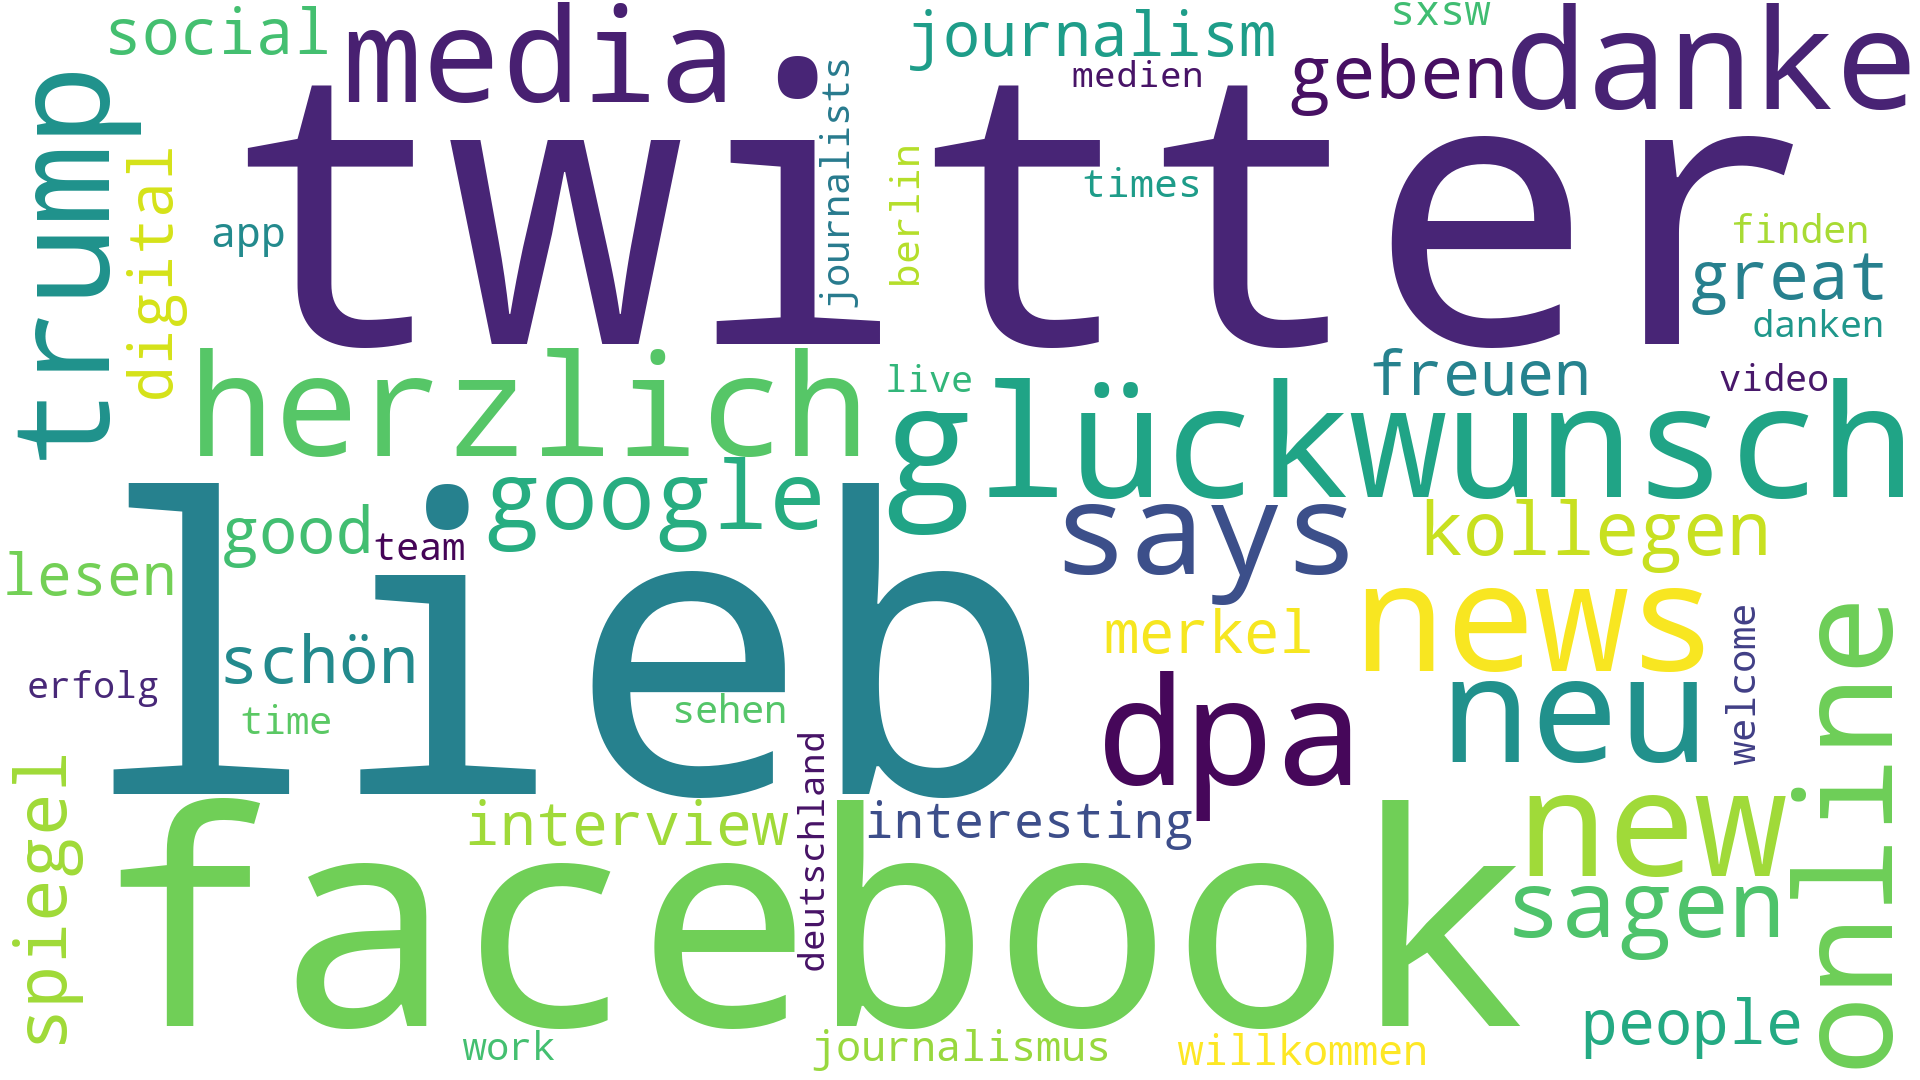 social
media
journalism
sxsw
danke
geben
medien
trump
twitter
journalists
digital
berlin
times
app
finden
great
danken
herzlich
live
freuen
video
glückwunsch
google
says
kollegen
good
team
lesen
lieb
news
merkel
online
welcome
schön
erfolg
time
sehen
dpa
neu
deutschland
spiegel
interview
interesting
new
facebook
sagen
people
work
journalismus
willkommen